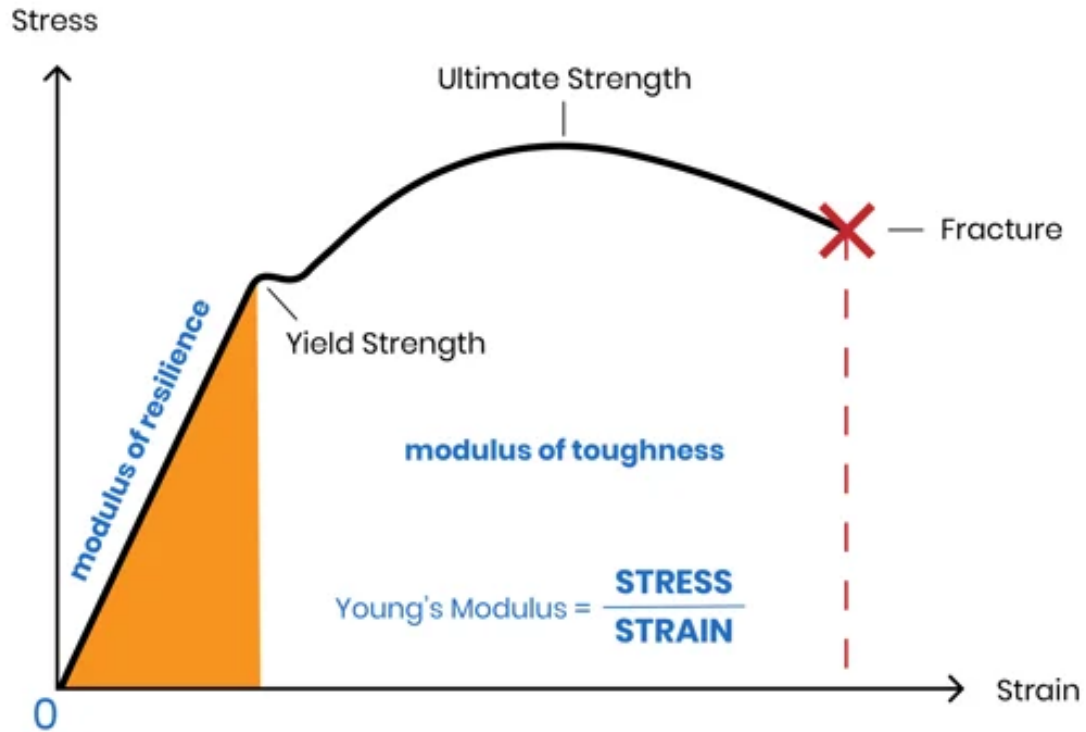 Stress
Ultimate Strength
Fracture
Yield Strength
modulus of resilience
modulus of toughness
Young's Modulus = STRESS
STRAIN
0
Strain